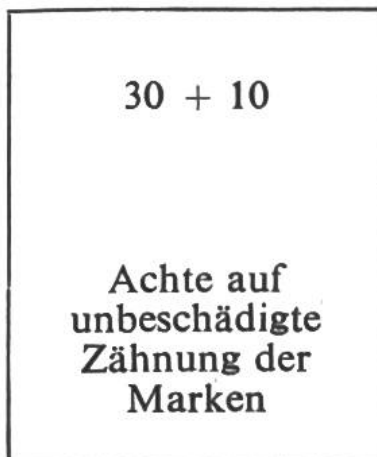 30 + 10
Achte auf
unbeschädigte
Zähnung der
Marken